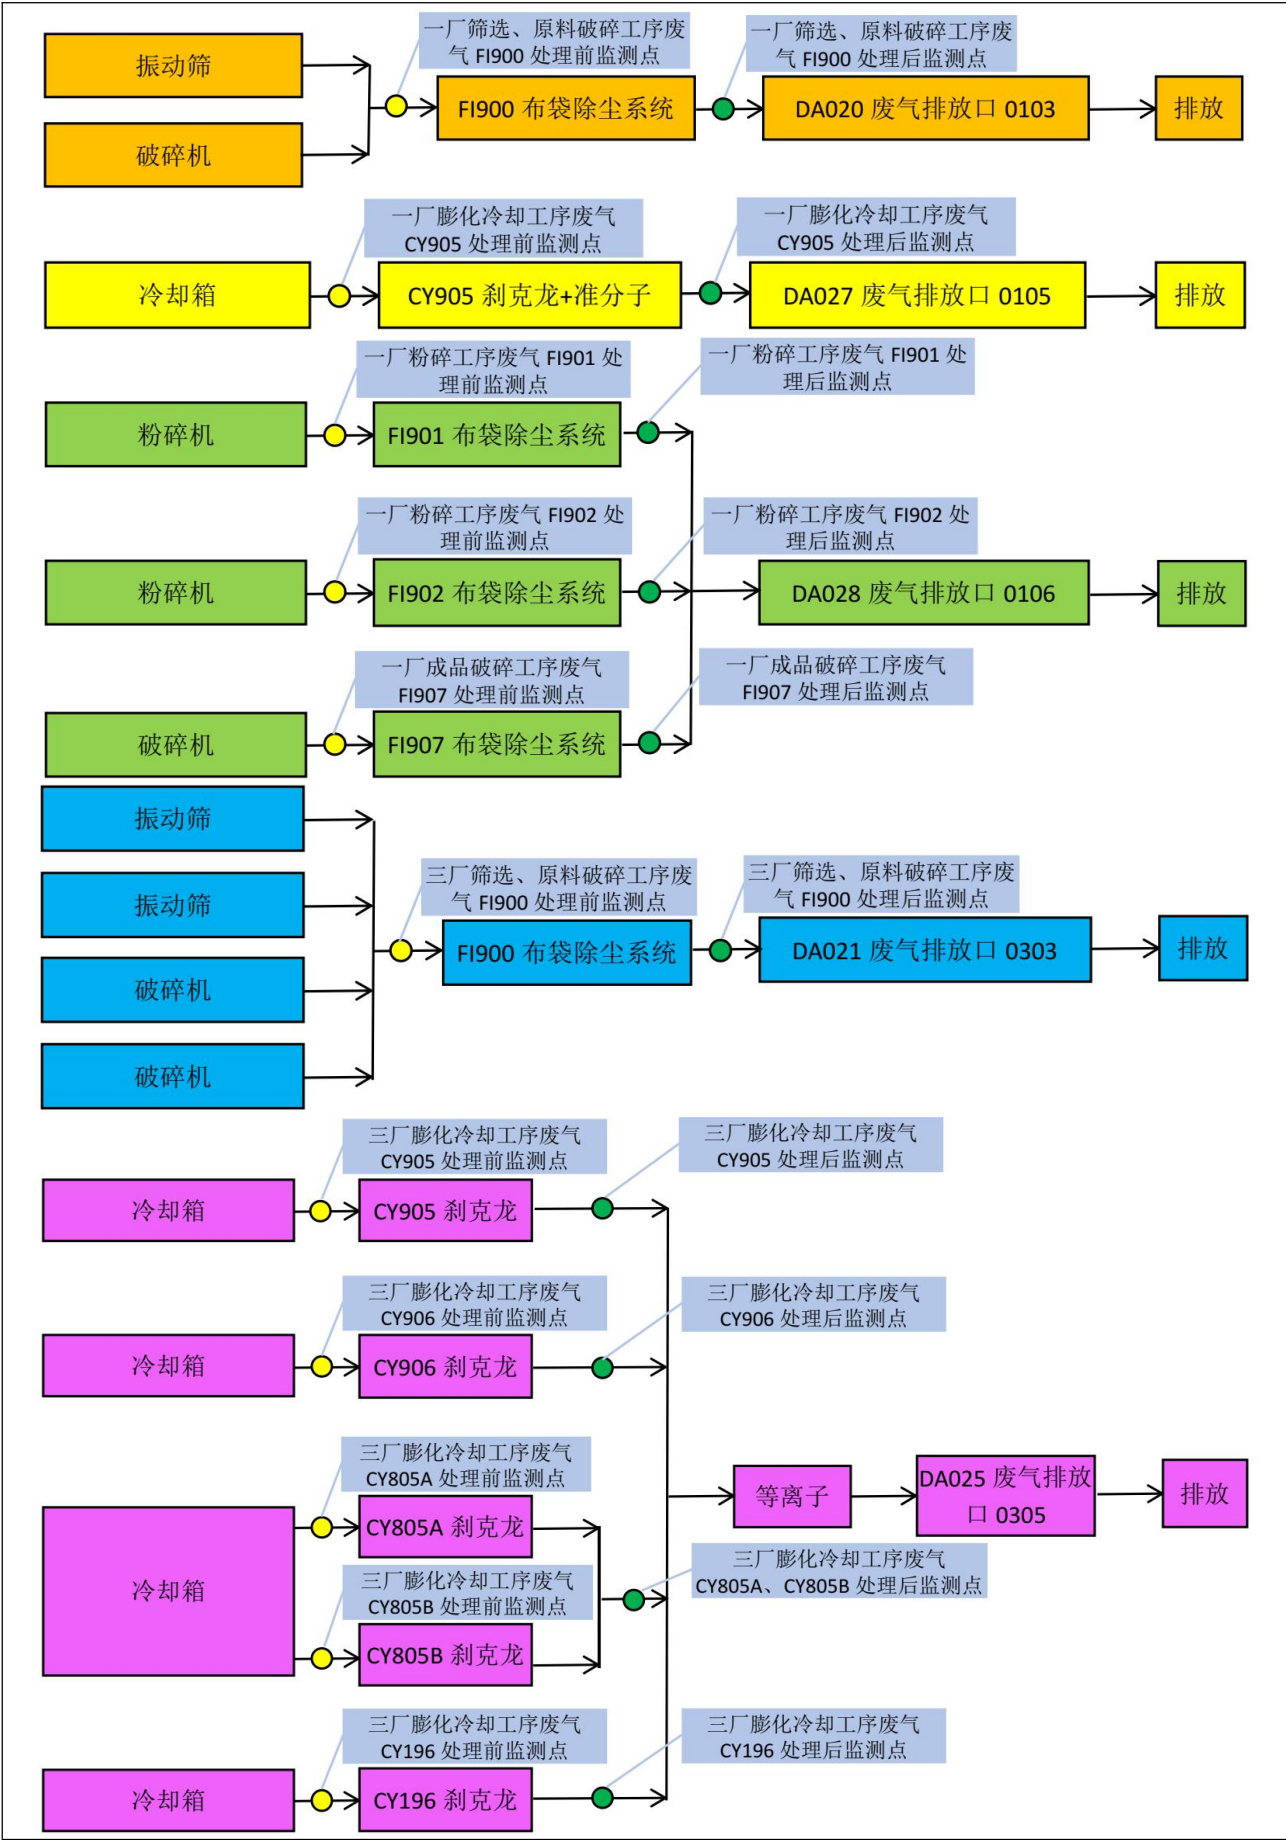 一厂筛选、原料破碎工序废
气 FI900 处理前监测点
一厂筛选、原料破碎工序废
气 FI900 处理后监测点
振动筛
破碎机
FI900 布袋除尘系统
DA020 废气排放口 0103
排放
一厂膨化冷却工序废气
CY905 处理前监测点
一厂膨化冷却工序废气
CY905 处理后监测点
冷却箱
CY905 刹克龙+准分子
DA027 废气排放口 0105
排放
一厂粉碎工序废气 FI901 处
理前监测点
一厂粉碎工序废气 FI901 处
理后监测点
粉碎机
FI901 布袋除尘系统
一厂粉碎工序废气 FI902 处
理前监测点
一厂粉碎工序废气 FI902 处
理后监测点
粉碎机
FI902 布袋除尘系统
DA028 废气排放口 0106
排放
一厂成品破碎工序废气
FI907 处理前监测点
一厂成品破碎工序废气
FI907 处理后监测点
破碎机
FI907 布袋除尘系统
振动筛
振动筛
破碎机
破碎机
三厂筛选、原料破碎工序废
气 FI900 处理前监测点
三厂筛选、原料破碎工序废
气 FI900 处理后监测点
FI900 布袋除尘系统
DA021 废气排放口 0303
排放
三厂膨化冷却工序废气
CY905 处理前监测点
三厂膨化冷却工序废气
CY905 处理后监测点
冷却箱
CY905 刹克龙
三厂膨化冷却工序废气
CY906 处理前监测点
三厂膨化冷却工序废气
CY906 处理后监测点
冷却箱
CY906 刹克龙
三厂膨化冷却工序废气
CY805A 处理前监测点
冷却箱
CY805A 刹克龙
三厂膨化冷却工序废气
CY805B 处理前监测点
CY805B 刹克龙
三厂膨化冷却工序废气
CY805A、CY805B 处理后监测点
等离子
DA025 废气排放
口 0305
排放
三厂膨化冷却工序废气
CY196 处理前监测点
三厂膨化冷却工序废气
CY196 处理后监测点
冷却箱
CY196 刹克龙